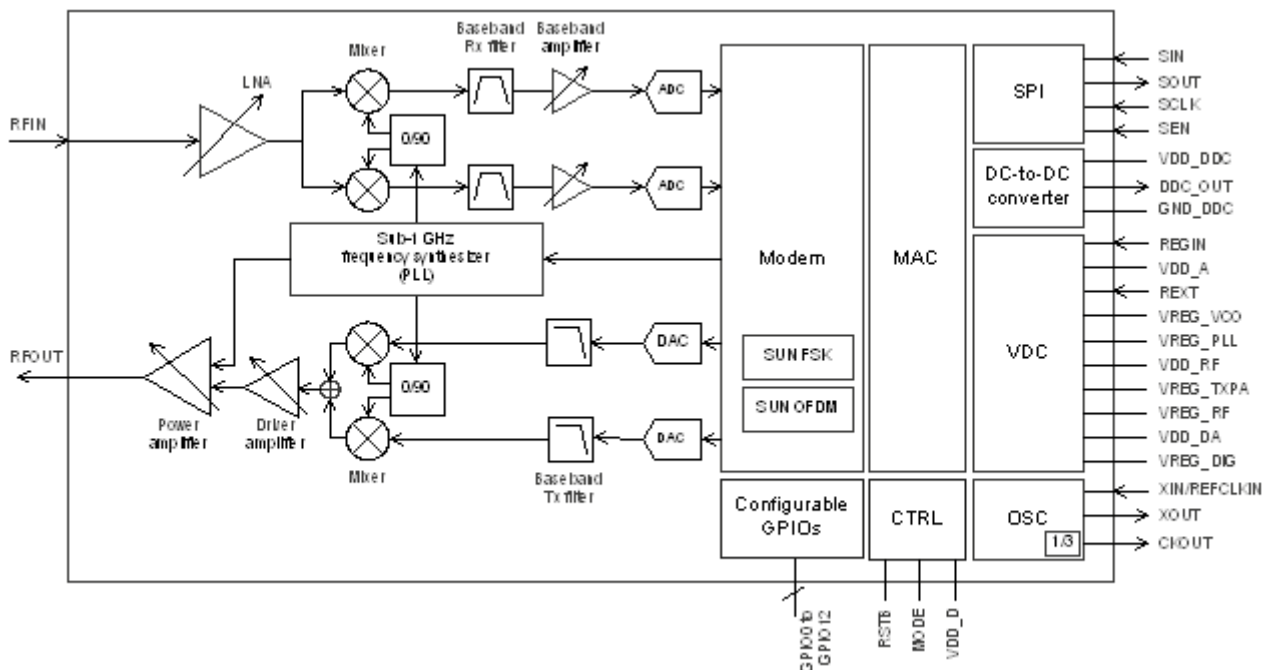 Baseband
Rx filter
Baseband
amplifier
Mixer
LNA
RFIN
0/90
ADC
ADC
Sub-1 GHz
frequency synthesizer
(PLL)
RFOUT
Power
amplifier
Driver
amplifier
0/90
Mixer
Baseband
Tx filter
DAC
DAC
Modem
SUN FSK
SUN OFDM
MAC
SPI
DC-to-DC
converter
VDC
Configurable
GPIOs
CTRL
OSC
1/3
SIN
SOUT
SCLK
SEN
VDD_DDC
DDC_OUT
GND_DDC
REGIN
VDD_A
REXT
VREG_VCO
VREG_PLL
VDD_RF
VREG_TXPA
VREG_RF
VDD_DA
VREG_DIG
XIN/REFCLKIN
XOUT
CKOUT
GPIO0 to
GPIO12
RSTB
MODE
VDD_D